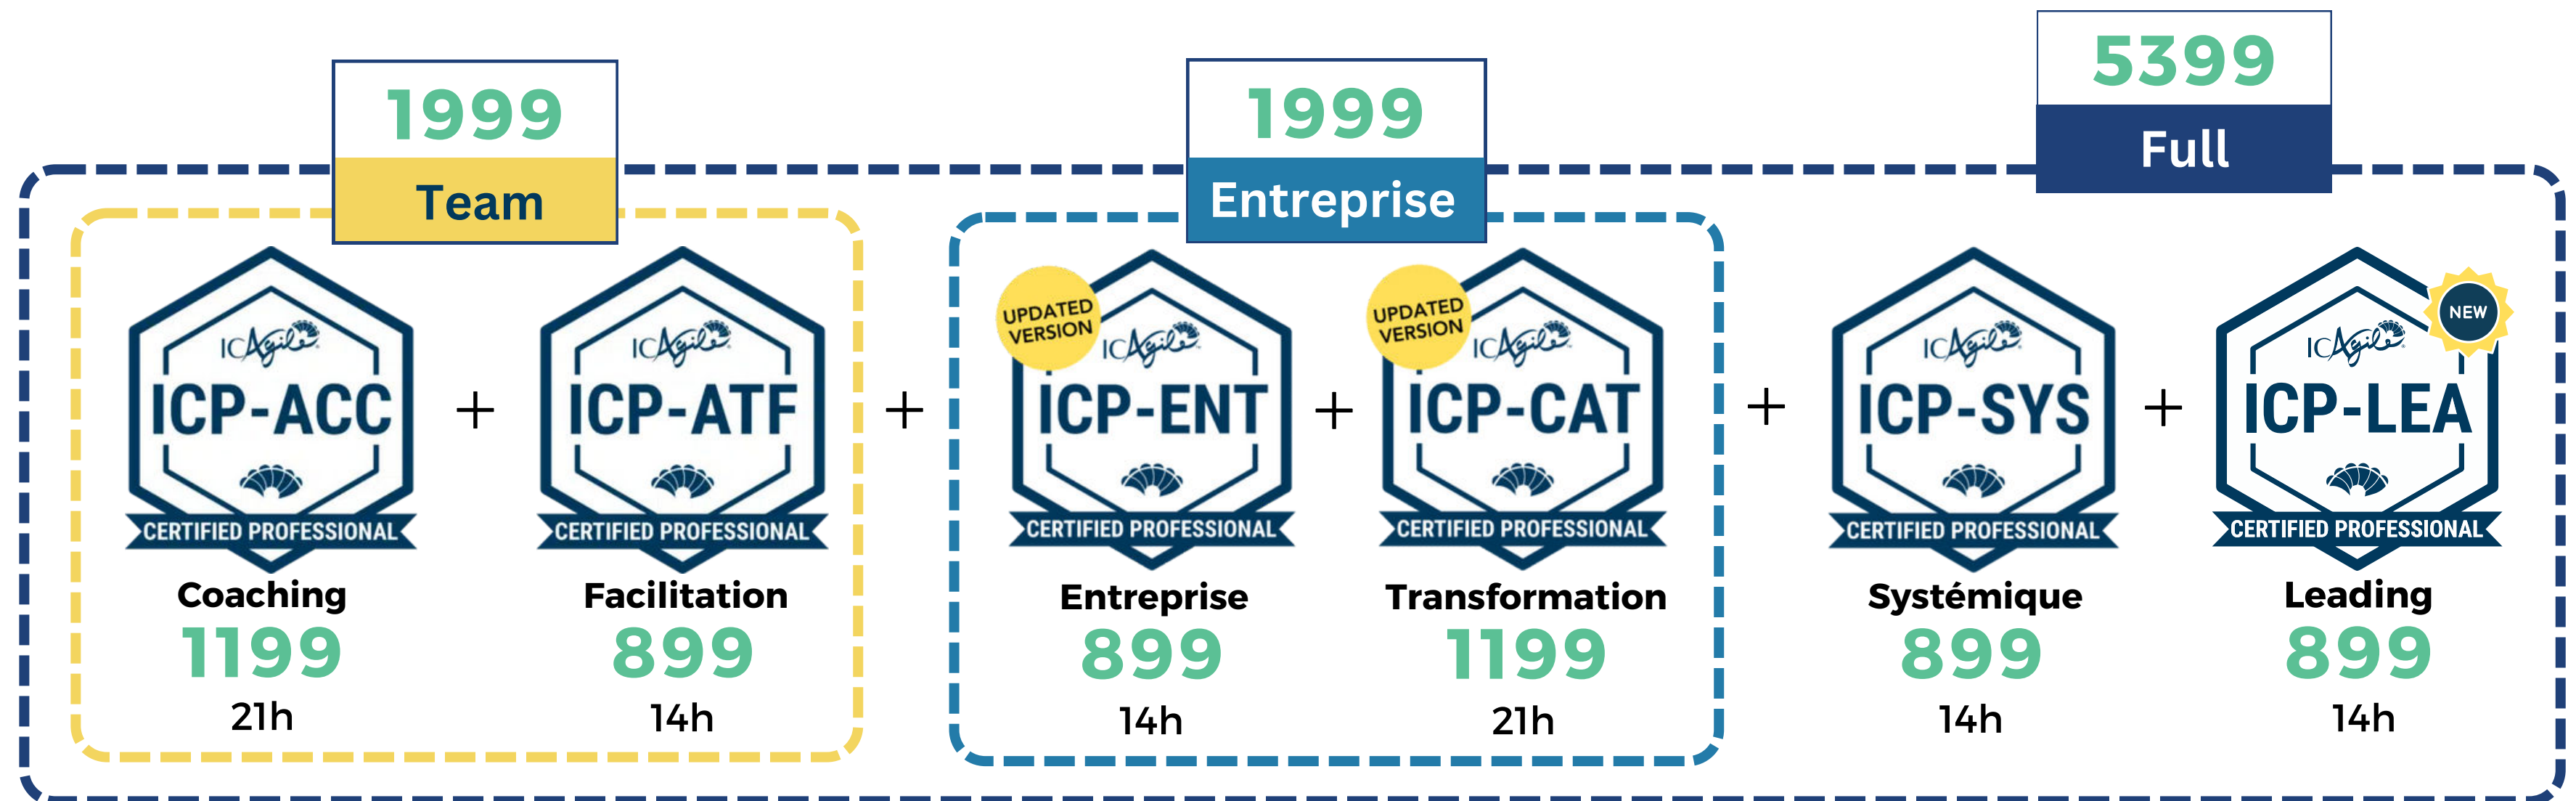 1999
Team
1999
Entreprise
5399
Full
ICAgile
ICP-ACC
CERTIFIED PROFESSIONAL
Coaching
1199
21h
+
ICAgile
ICP-ATF
CERTIFIED PROFESSIONAL
Facilitation
899
14h
+
UPDATED
VERSION
ICAgile
ICP-ENT
CERTIFIED PROFESSIONAL
Entreprise
899
14h
+
UPDATED
VERSION
ICAgile
ICP-CAT
CERTIFIED PROFESSIONAL
Transformation
1199
21h
+
ICAgile
ICP-SYS
CERTIFIED PROFESSIONAL
Systémique
899
14h
+
NEW
ICAgile
ICP-LEA
CERTIFIED PROFESSIONAL
Leading
899
14h